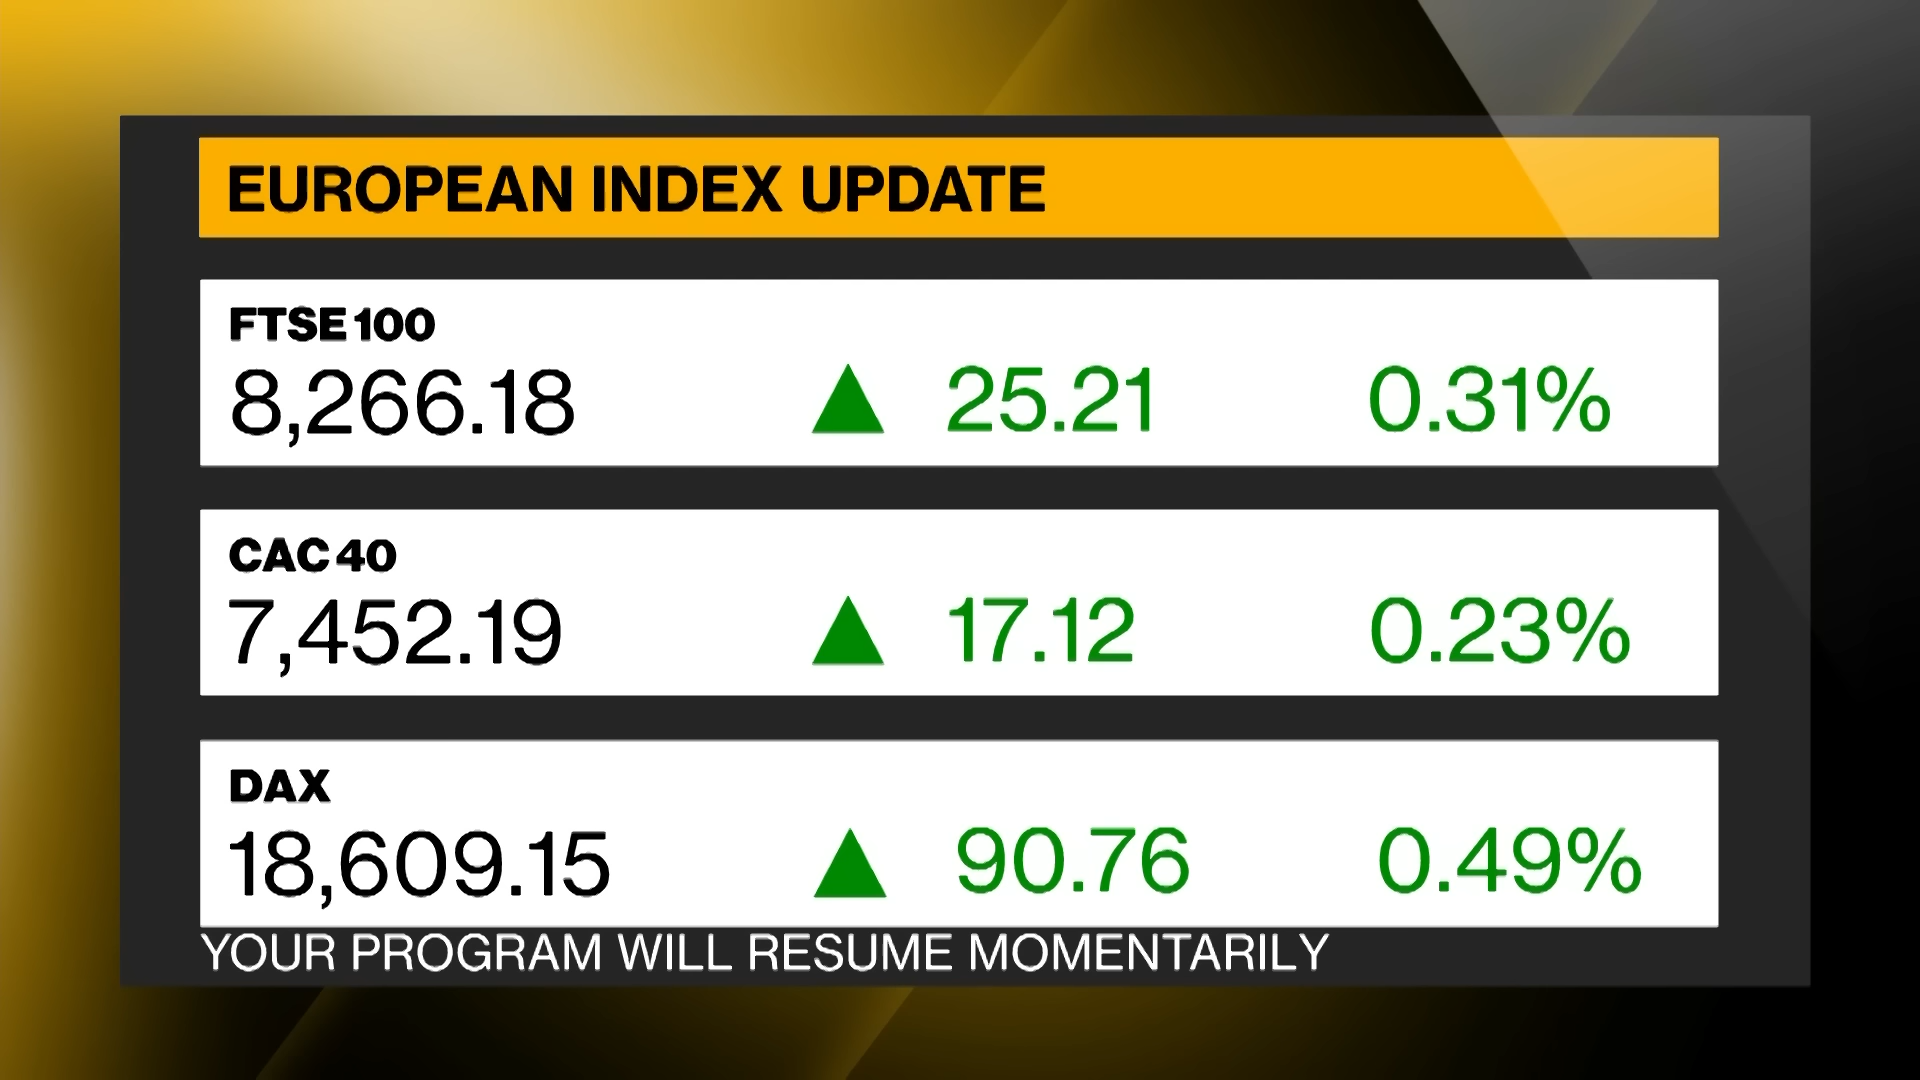 EUROPEAN INDEX UPDATE
FTSE 100
8,266.18 ▲ 25.21 0.31%
CAC 40
7,452.19 ▲ 17.12 0.23%
DAX
18,609.15 ▲ 90.76 0.49%
YOUR PROGRAM WILL RESUME MOMENTARILY